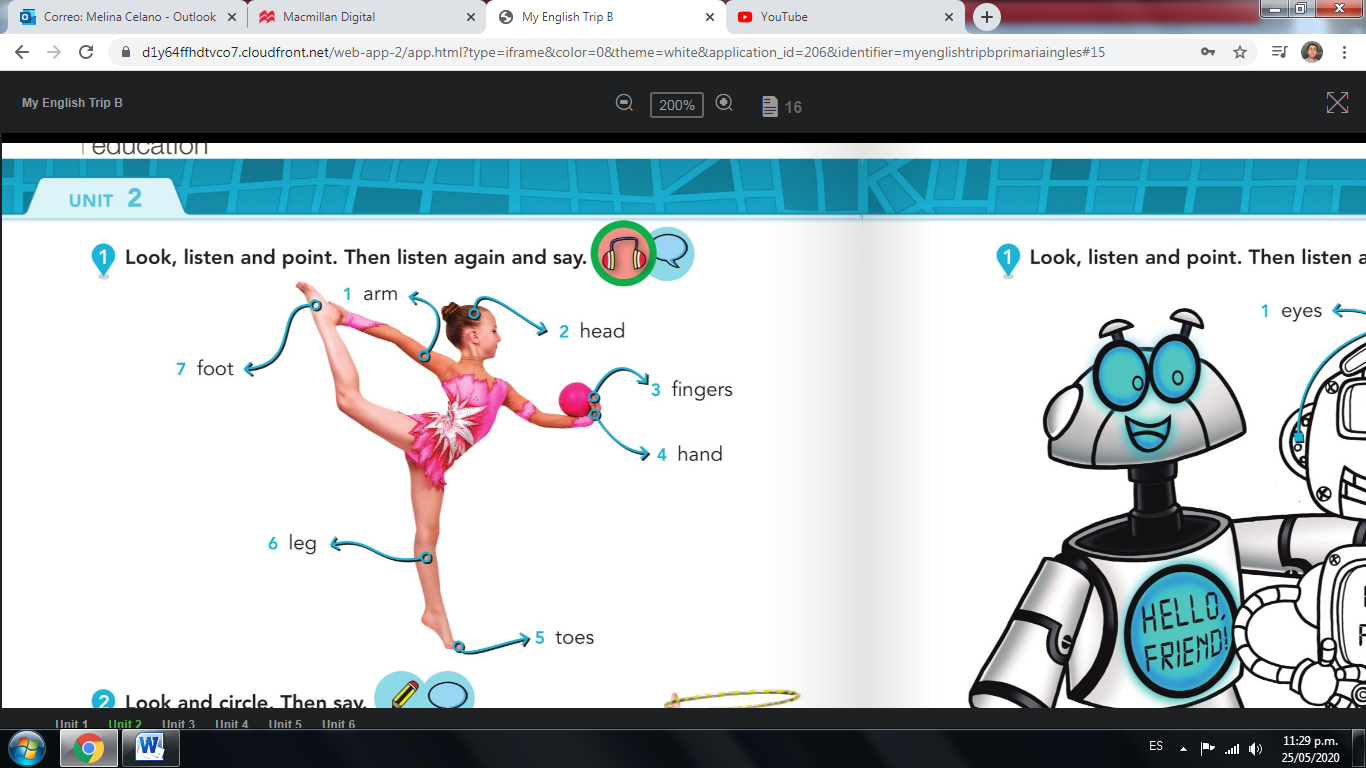 Correo: Melina Celano - Outlook
Macmillan Digital
My English Trip B
YouTube
d1y64ffhdtvco7.cloudfront.net/web-app-2/app.html?type=iframe&color=0&theme=white&application_id=206&identifier=myenglishtripbprimariaingles#15
My English Trip B
200%
16
education
UNIT 2
1 Look, listen and point. Then listen again and say.
1 arm
2 head
7 foot
3 fingers
4 hand
6 leg
5 toes
2 Look and circle. Then say.
1 Look, listen and point. Then listen a
1 eyes
HELLO,
FRIEND!
Unit 1 Unit 2 Unit 3 Unit 4 Unit 5 Unit 6
ES
11:29 p.m.
25/05/2020